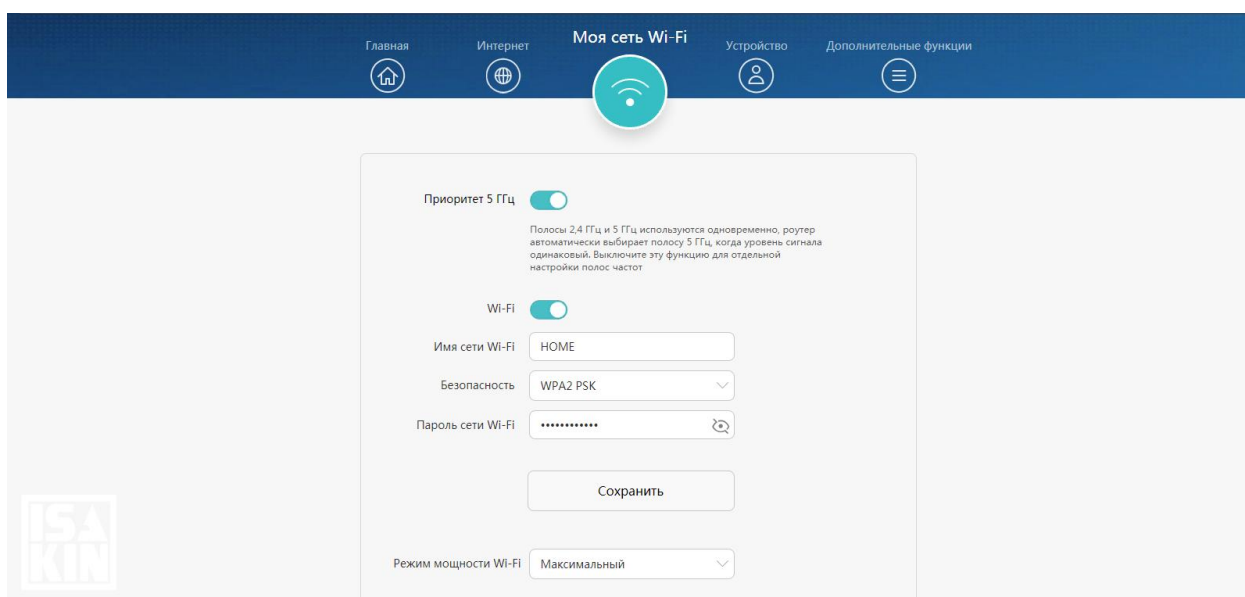 Главная
Интернет
Моя сеть Wi-Fi
Устройство
Дополнительные функции
Приоритет 5 ГГц
Полосы 2,4 ГГц и 5 ГГц используются одновременно, роутер
автоматически выбирает полосу 5 ГГц, когда уровень сигнала
одинаковый. Выключите эту функцию для отдельной
настройки полос частот
Wi-Fi
Имя сети Wi-Fi HOME
Безопасность WPA2 PSK
Пароль сети Wi-Fi ••••••••••••
Сохранить
Режим мощности Wi-Fi Максимальный
ISA
KIN